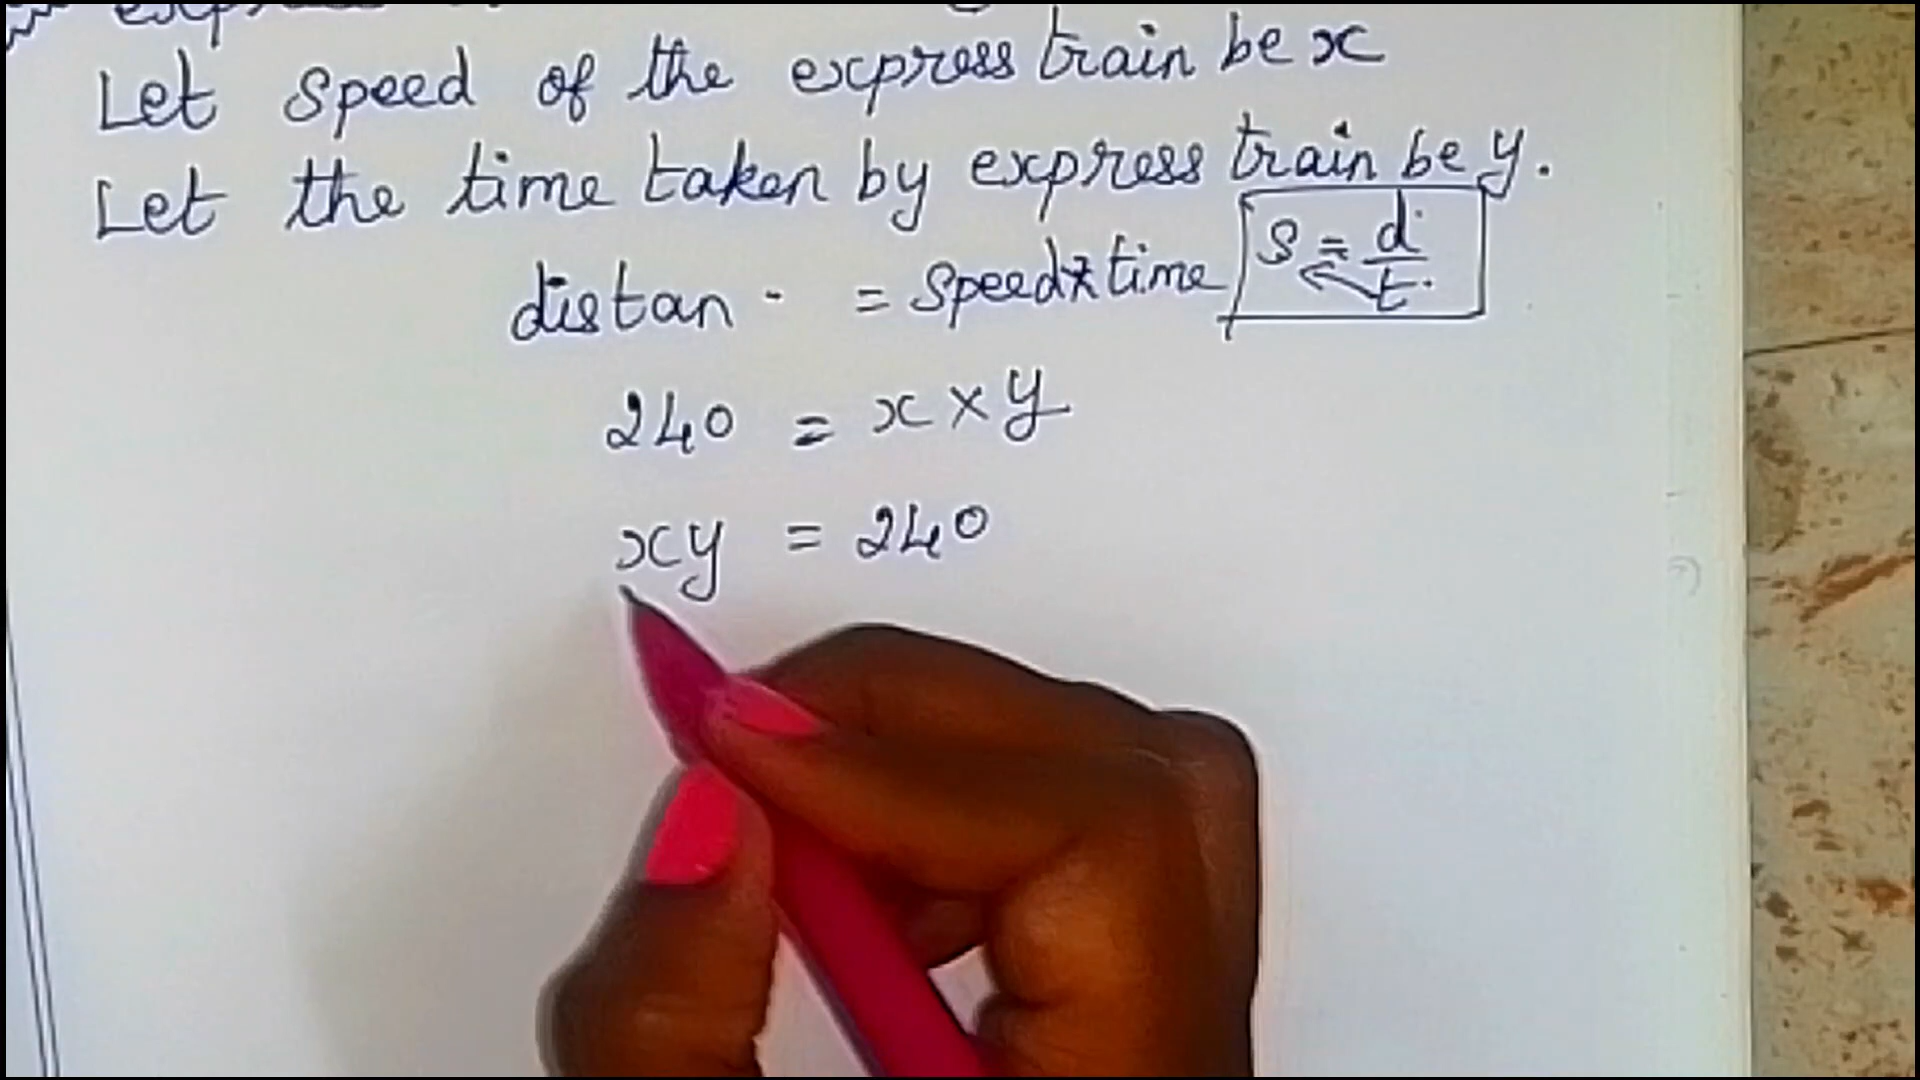 express
Let speed of the express train be x
Let the time taken by express train be y.
distan = speed × time S = d/t
240 = x × y
xy = 240